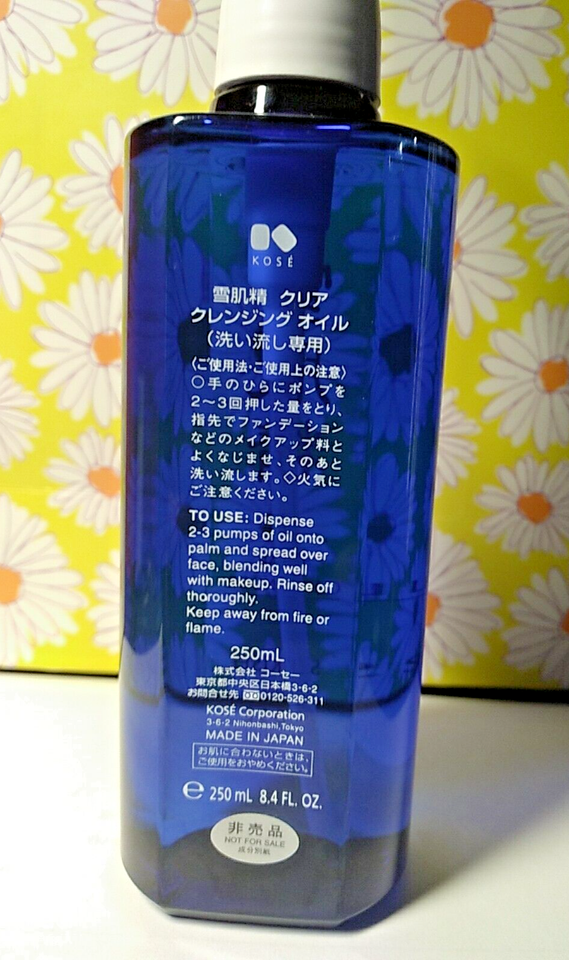 KOSÉ
雪肌精 クリア
クレンジング オイル
（洗い流し専用）
〈ご使用法・ご使用上の注意〉
○手のひらにポンプを
2～3回押した量をとり、
指先でファンデーション
などのメイクアップ料と
よくなじませ、そのあと
洗い流します。◇火気に
ご注意ください。
TO USE: Dispense
2-3 pumps of oil onto
palm and spread over
face, blending well
with makeup. Rinse off
thoroughly.
Keep away from fire or
flame.
250mL
株式会社 コーセー
東京都中央区日本橋3-6-2
お問合せ先 0120-526-311
KOSÉ Corporation
3-6-2 Nihonbashi,Tokyo
MADE IN JAPAN
お肌に合わないときは、
ご使用をおやめください。
℮ 250 mL 8.4 FL. OZ.
非売品
NOT FOR SALE
成分別紙